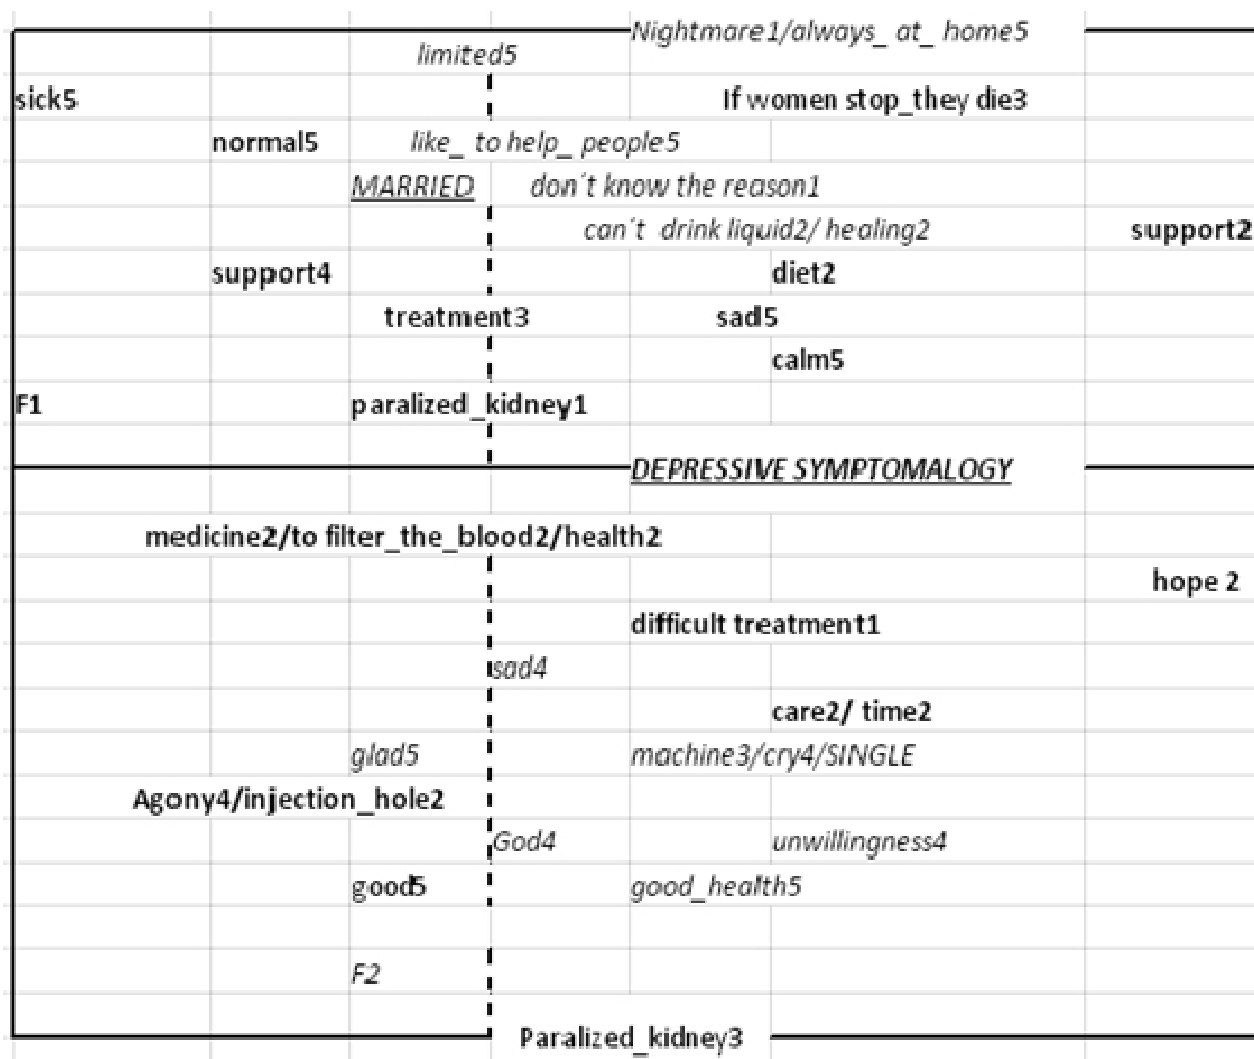 Nightmare1/always_ at_ home5
limited5
sick5 If women stop_they die3
normal5 like_ to help_ people5
MARRIED don´t know the reason1
can´t drink liquid2/ healing2 support2
support4 diet2
treatment3 sad5
calm5
F1 paralized_kidney1
DEPRESSIVE SYMPTOMALOGY
medicine2/to filter_the_blood2/health2
hope 2
difficult treatment1
sad4
care2/ time2
glad5 machine3/cry4/SINGLE
Agony4/injection_hole2
God4 unwillingness4
good5 good_health5
F2
Paralized_kidney3